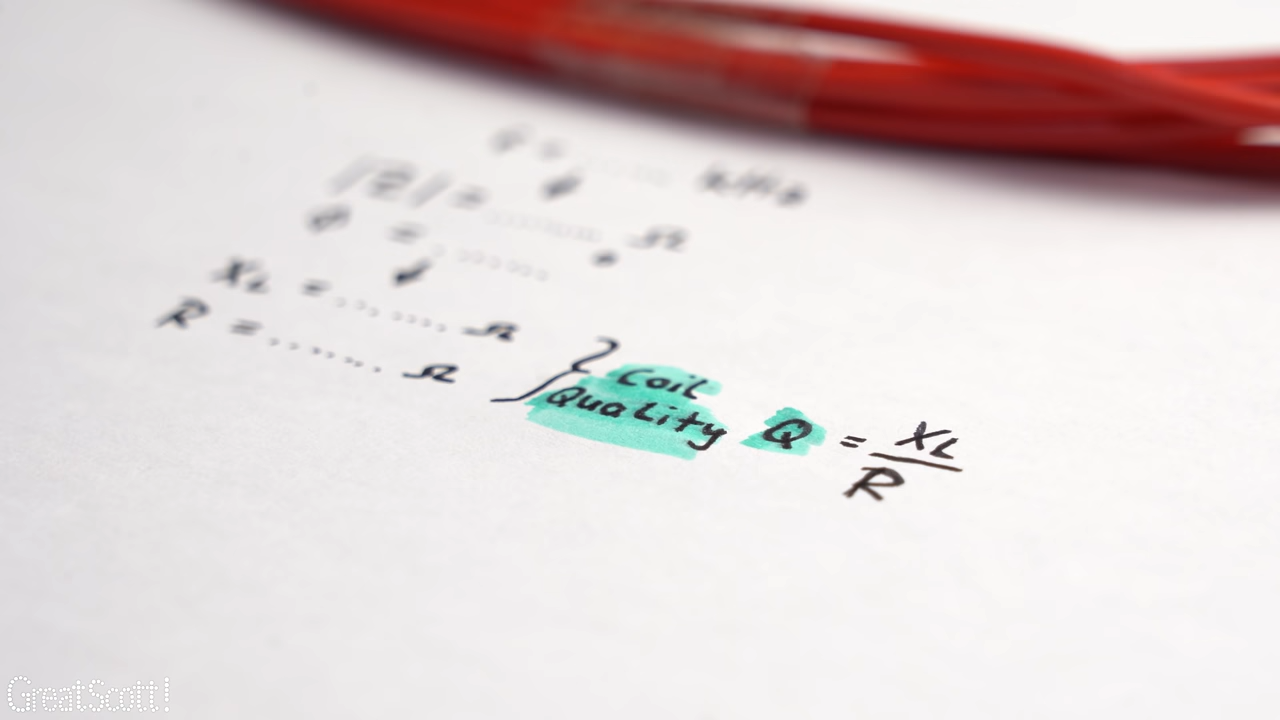 |Z| = ........ Ω
φ = .......
XL = ....... Ω
R = ....... Ω } Coil Quality Q = XL/R
GreatScott!